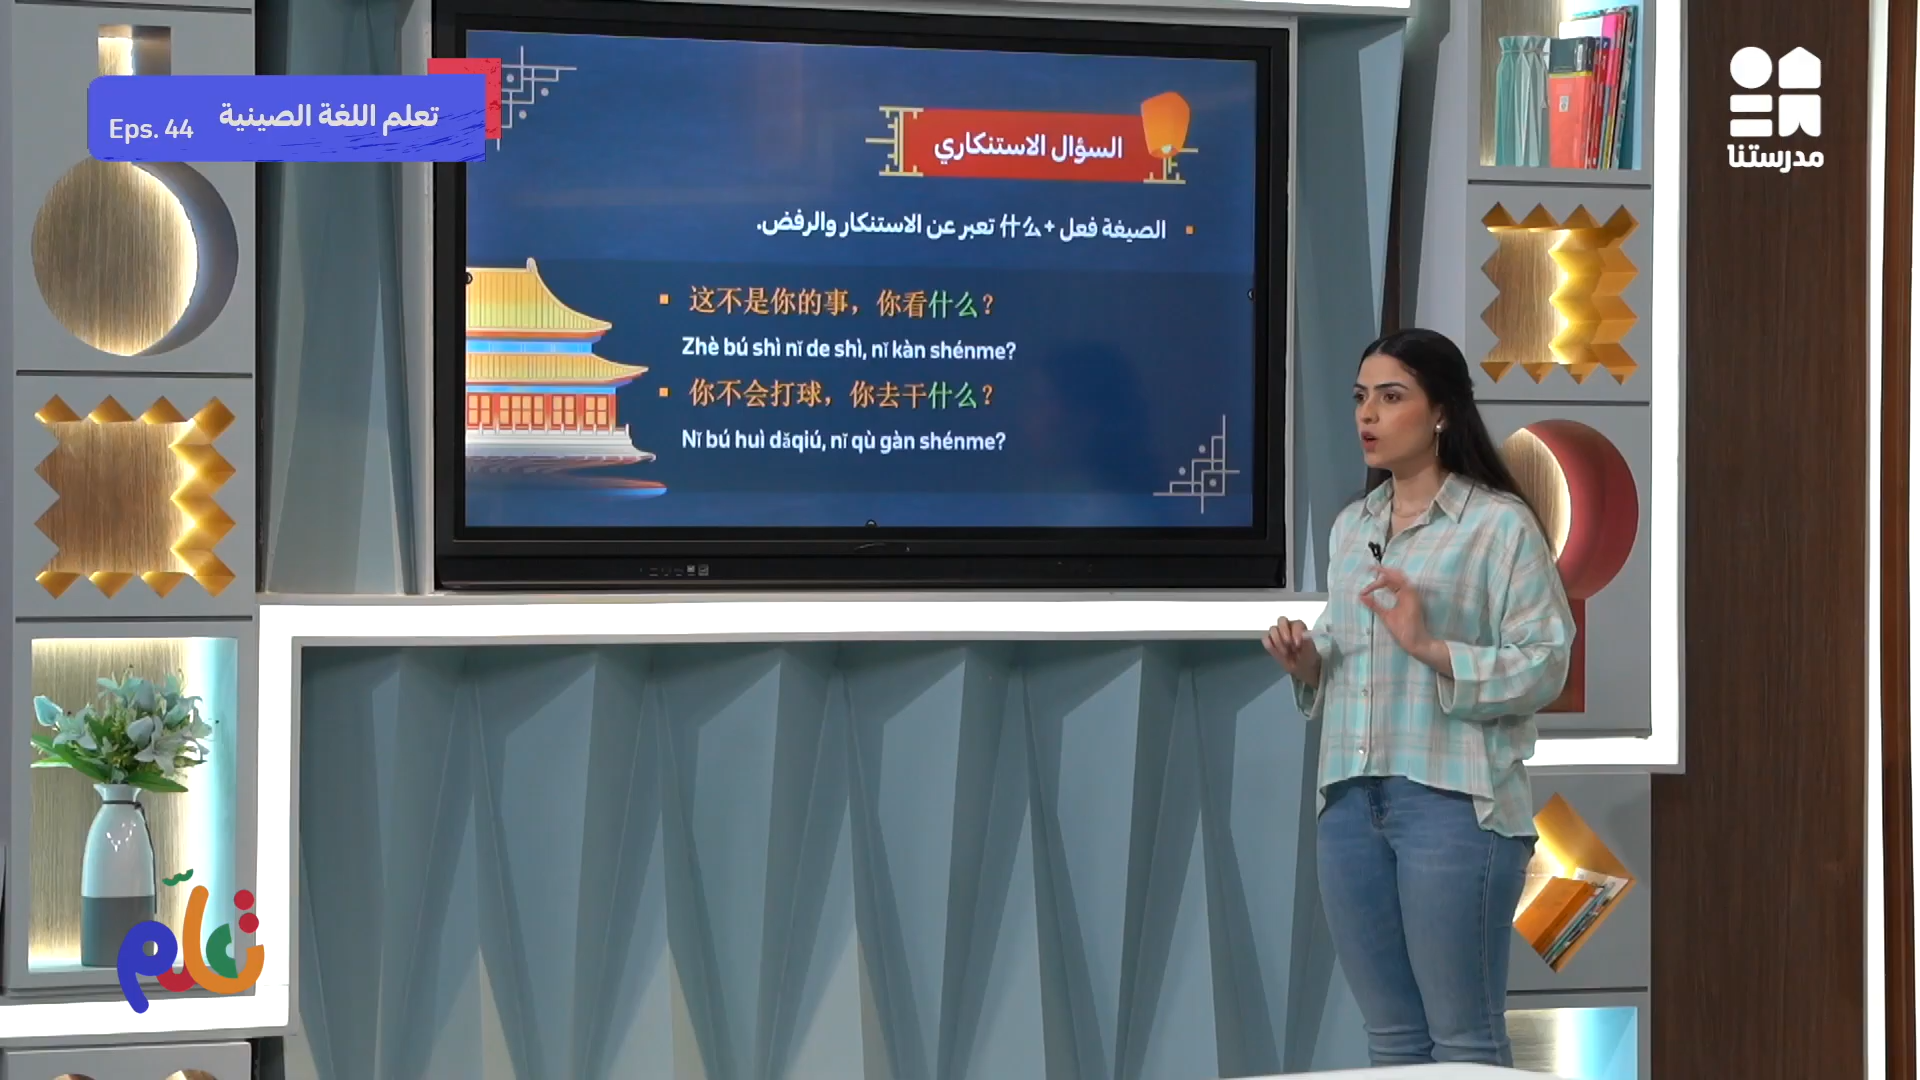 تعلم اللغة الصينية
Eps. 44
مدرستنا
السؤال الاستنكاري
الصيغة فعل + 什么 تعبر عن الاستنكار والرفض.
这不是你的事，你看什么？
Zhè bú shì nǐ de shì, nǐ kàn shénme?
你不会打球，你去干什么？
Nǐ bú huì dǎqiú, nǐ qù gàn shénme?
تعلّم